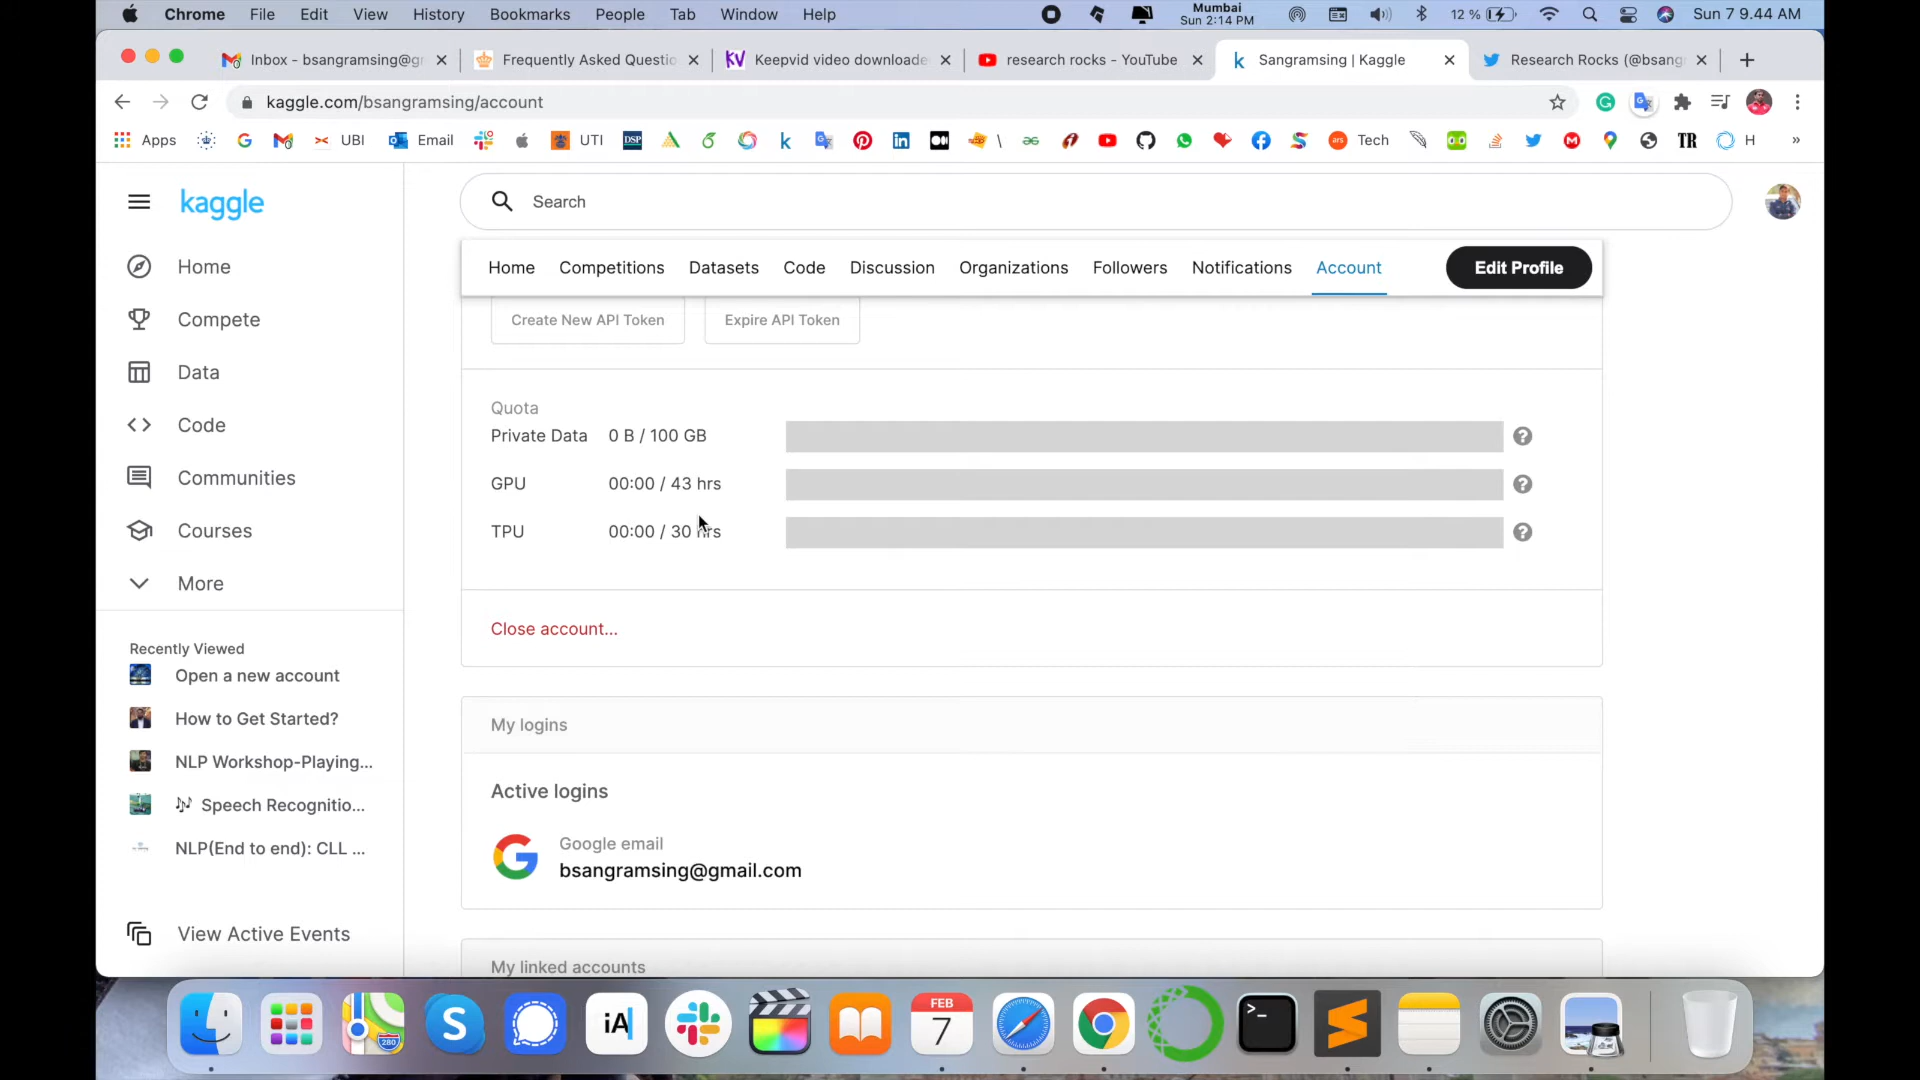 Chrome File Edit View History Bookmarks People Tab Window Help
Mumbai
Sun 2:14 PM
12 %
Sun 7 9.44 AM
Inbox - bsangramsing@g
Frequently Asked Questio
Keepvid video downloade
research rocks - YouTube
Sangramsing | Kaggle
Research Rocks (@bsang
kaggle.com/bsangramsing/account
Apps UBI Email UTI DSP \ Tech TR H »
kaggle
Search
Home
Compete
Data
Code
Communities
Courses
More
Recently Viewed
Open a new account
How to Get Started?
NLP Workshop-Playing...
Speech Recognitio...
NLP(End to end): CLL ...
View Active Events
Home Competitions Datasets Code Discussion Organizations Followers Notifications Account Edit Profile
Create New API Token Expire API Token
Quota
Private Data 0 B / 100 GB
GPU 00:00 / 43 hrs
TPU 00:00 / 30 hrs
Close account...
My logins
Active logins
Google email
bsangramsing@gmail.com
My linked accounts
280
iA
FEB
7